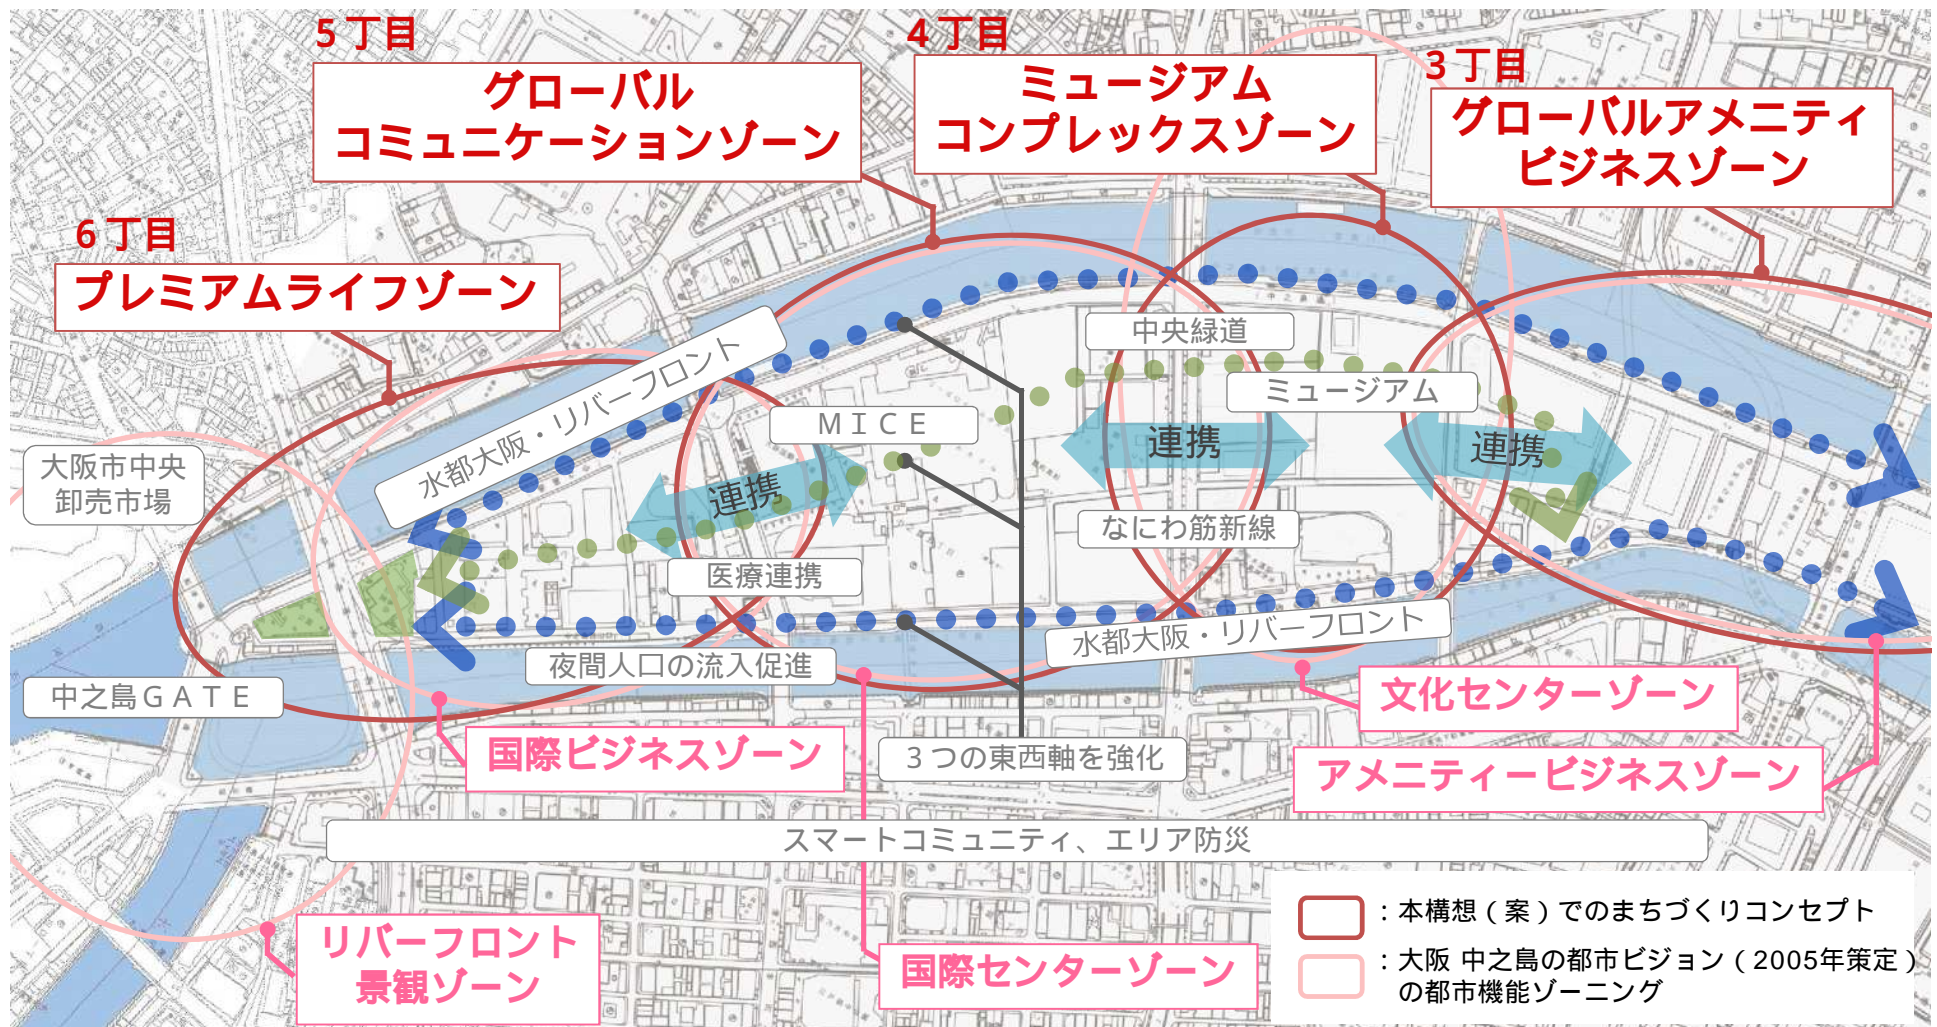 5丁目
グローバル
コミュニケーションゾーン
4丁目
ミュージアム
コンプレックスゾーン
3丁目
グローバルアメニティ
ビジネスゾーン
6丁目
プレミアムライフゾーン
水都大阪・リバーフロント
中央緑道
ミュージアム
MICE
連携
連携
連携
大阪市中央
卸売市場
なにわ筋新線
医療連携
水都大阪・リバーフロント
夜間人口の流入促進
中之島GATE
文化センターゾーン
国際ビジネスゾーン
3つの東西軸を強化
アメニティービジネスゾーン
スマートコミュニティ、エリア防災
リバーフロント
景観ゾーン
国際センターゾーン
：本構想（案）でのまちづくりコンセプト
：大阪 中之島の都市ビジョン（2005年策定）
の都市機能ゾーニング